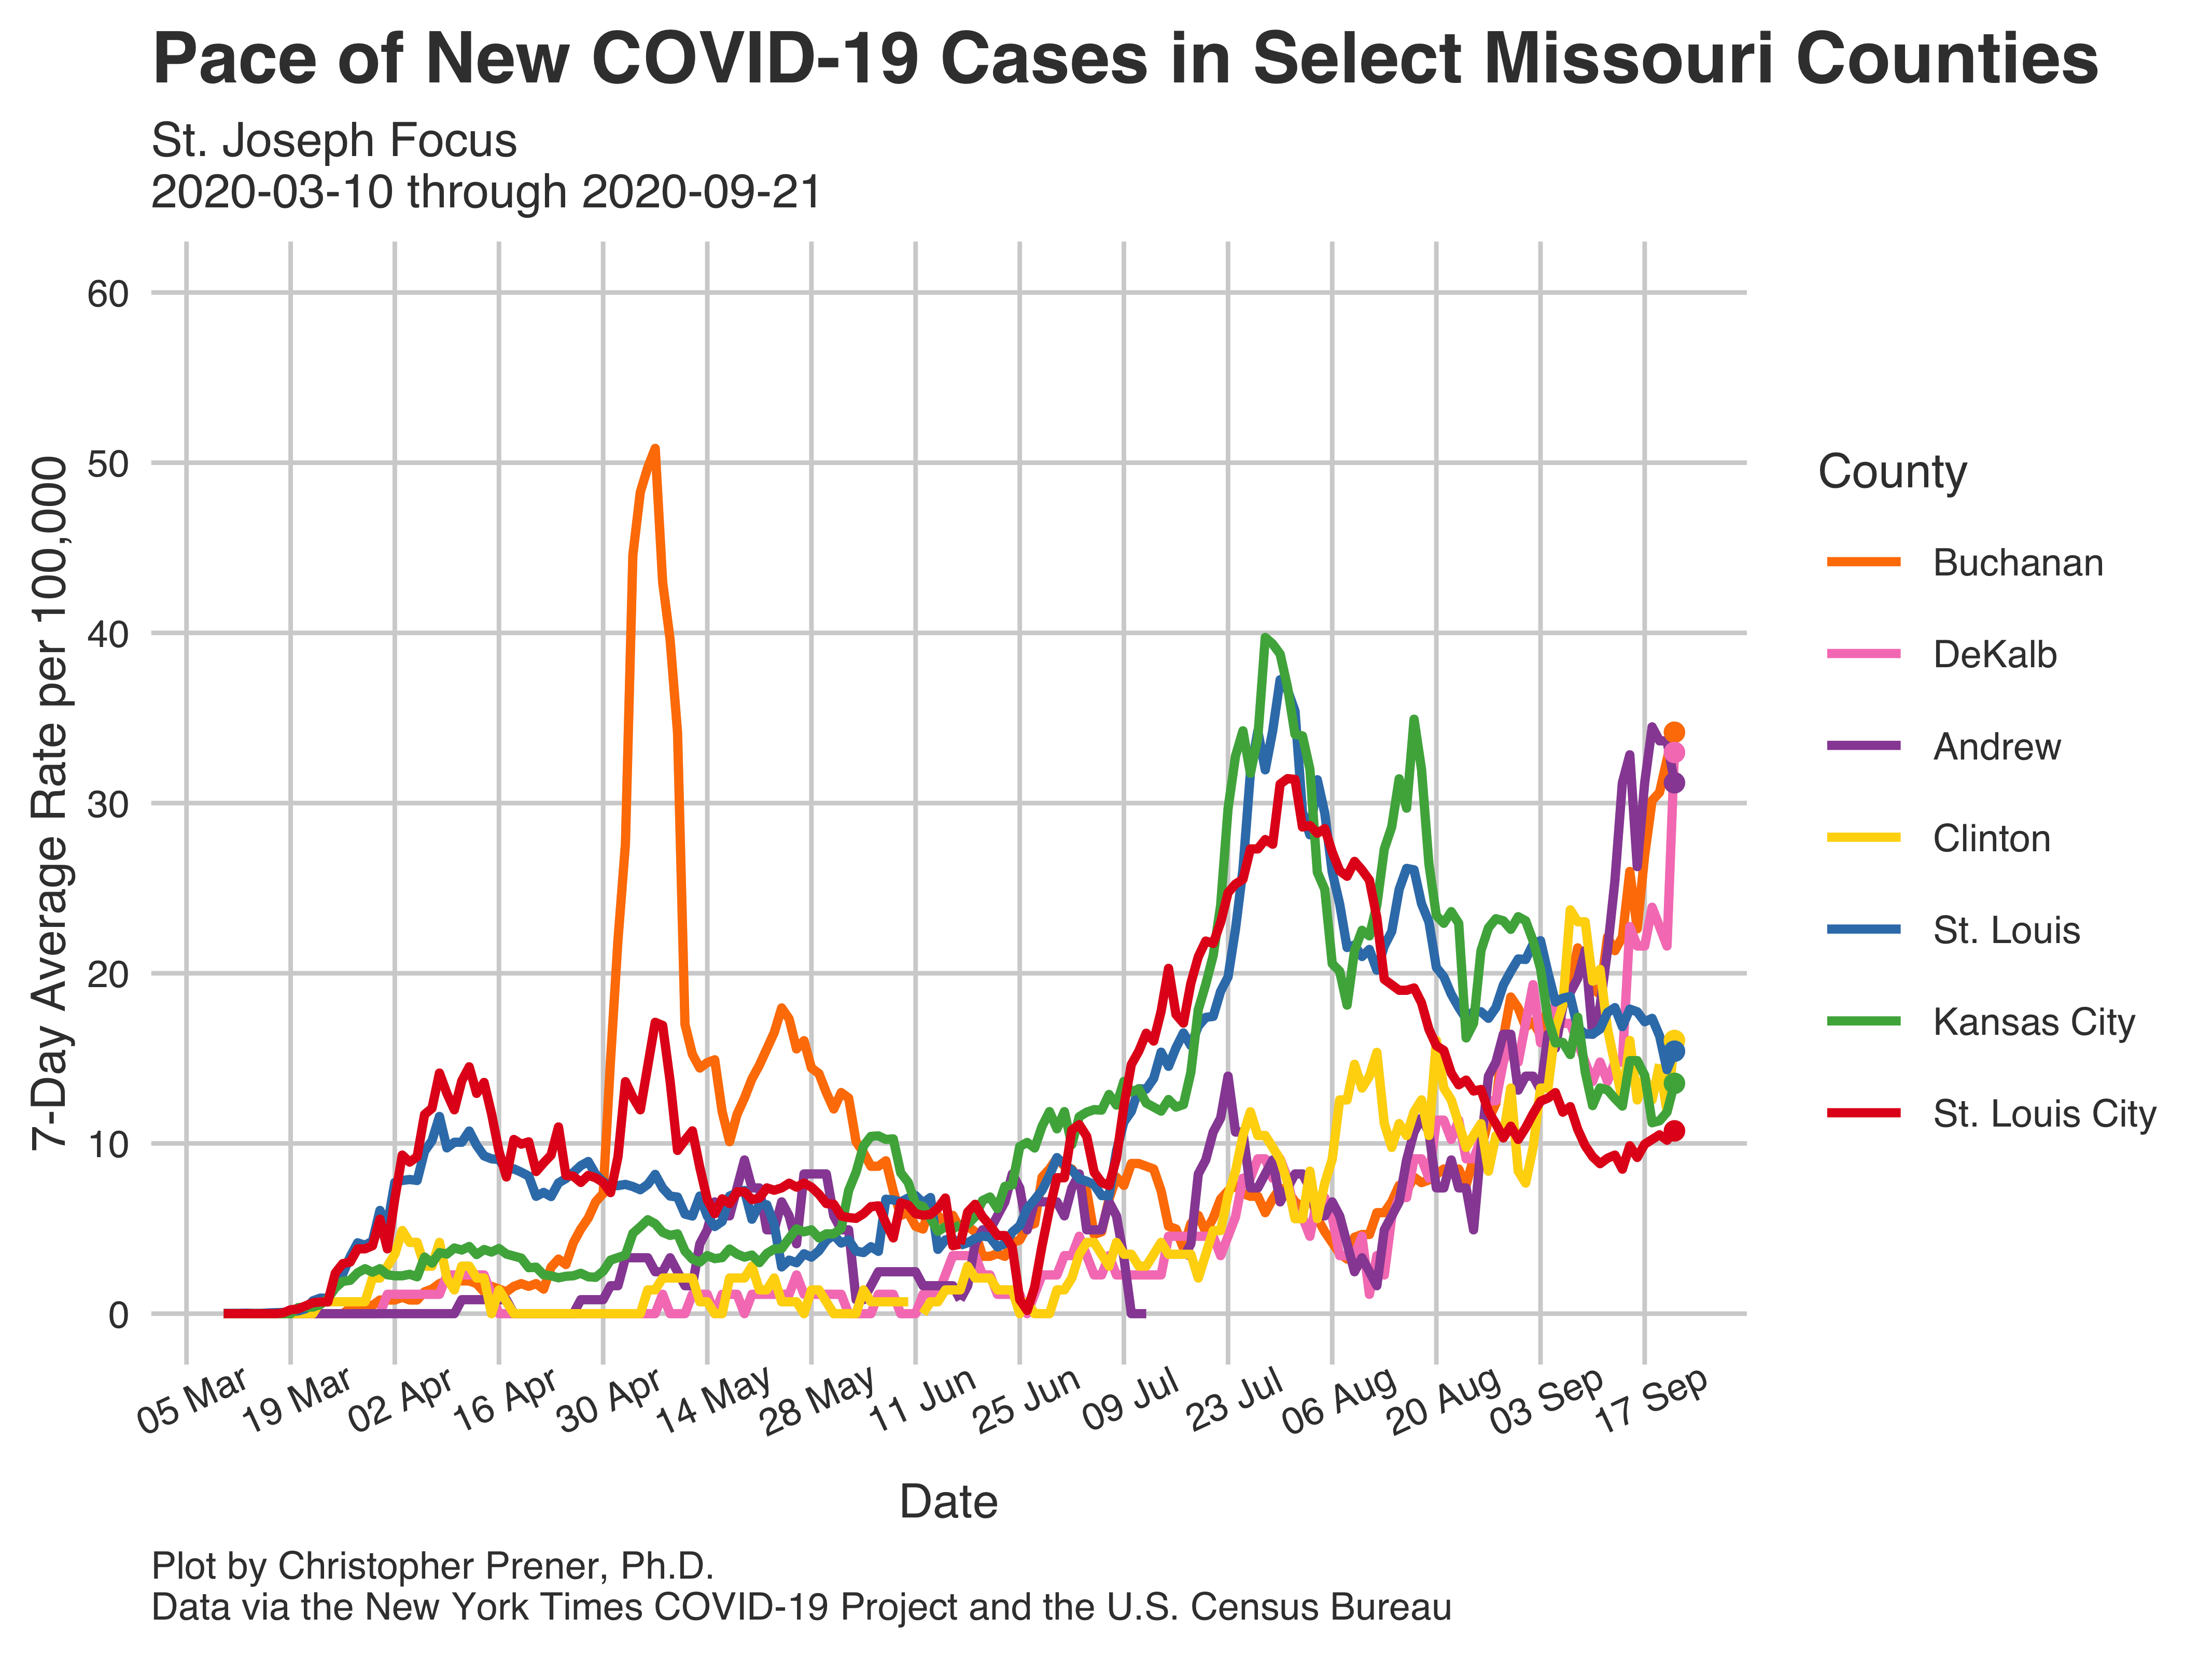 Pace of New COVID-19 Cases in Select Missouri Counties
St. Joseph Focus
2020-03-10 through 2020-09-21
7-Day Average Rate per 100,000
60
50
40
30
20
10
0
05 Mar
19 Mar
02 Apr
16 Apr
30 Apr
14 May
28 May
11 Jun
25 Jun
09 Jul
23 Jul
06 Aug
20 Aug
03 Sep
17 Sep
Date
County
Buchanan
DeKalb
Andrew
Clinton
St. Louis
Kansas City
St. Louis City
Plot by Christopher Prener, Ph.D.
Data via the New York Times COVID-19 Project and the U.S. Census Bureau